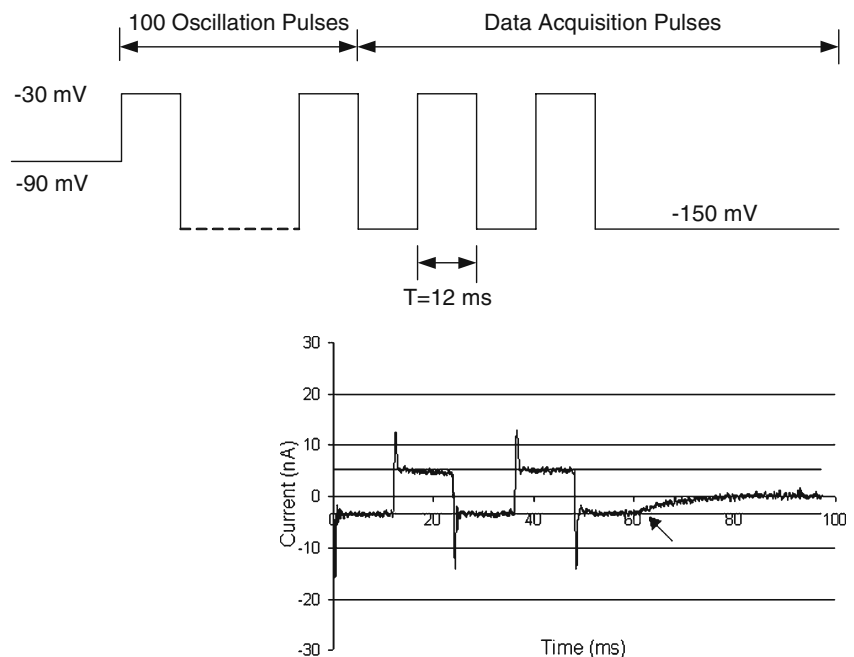 100 Oscillation Pulses
Data Acquisition Pulses
-30 mV
-90 mV
-150 mV
T=12 ms
30
20
10
0
-10
-20
-30
Current (nA)
0
20
40
60
80
100
Time (ms)